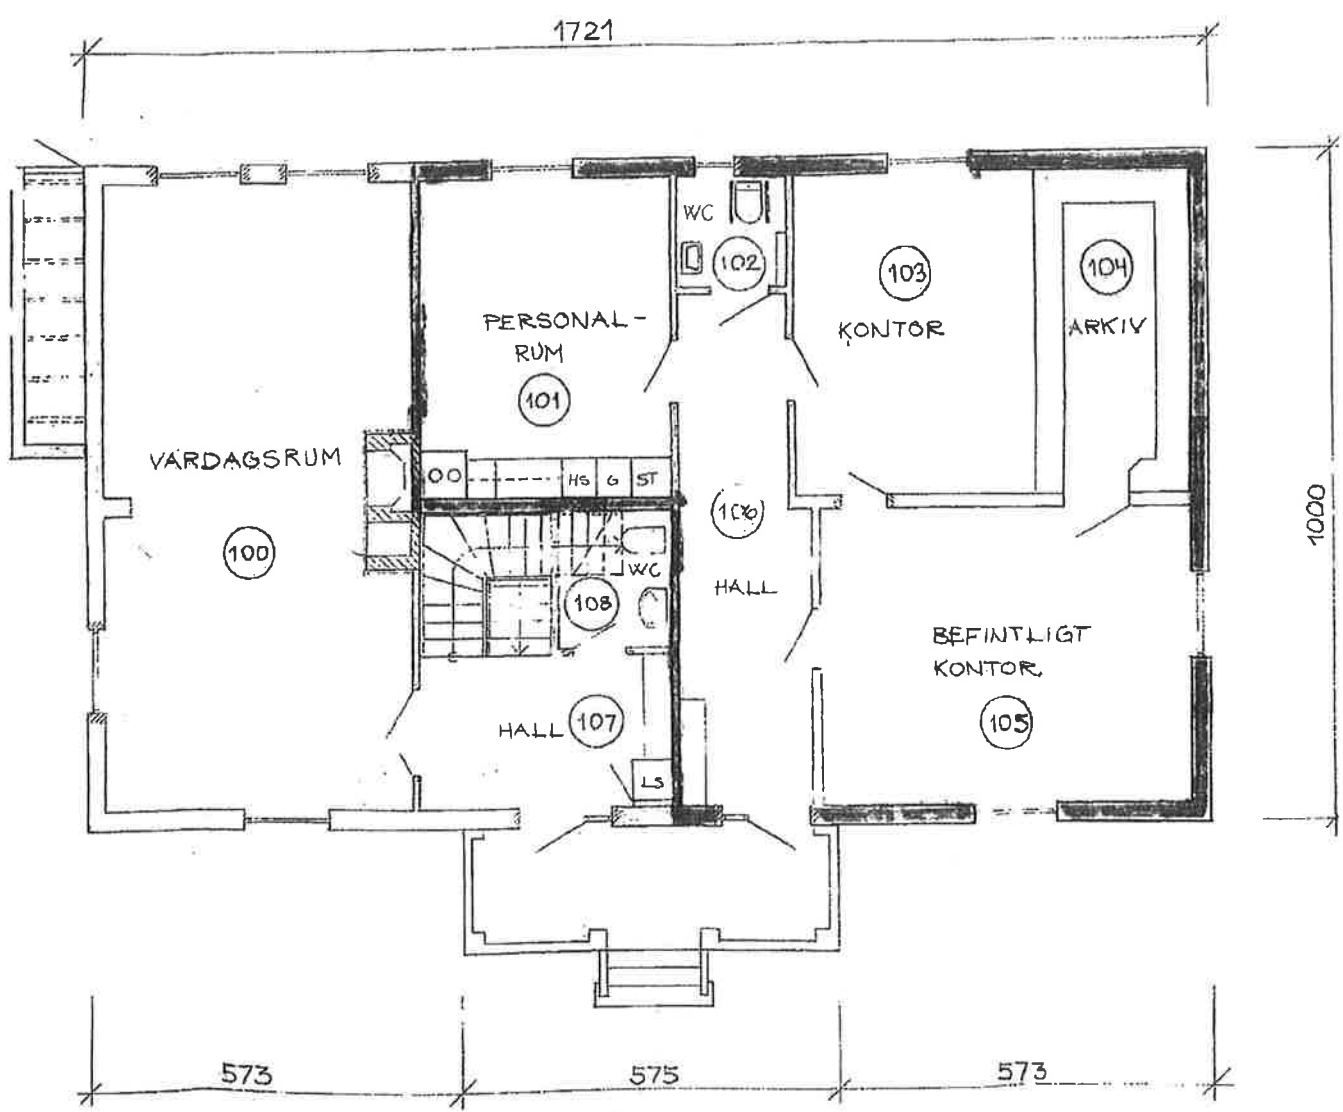 1721
WC
102
103
104
PERSONAL-
RUM
KONTOR
ARKIV
101
VARDAGSRUM
HS G ST
1000
106
100
WC
HALL
108
BEFINTLIGT
KONTOR
HALL
107
105
LS
573
575
573